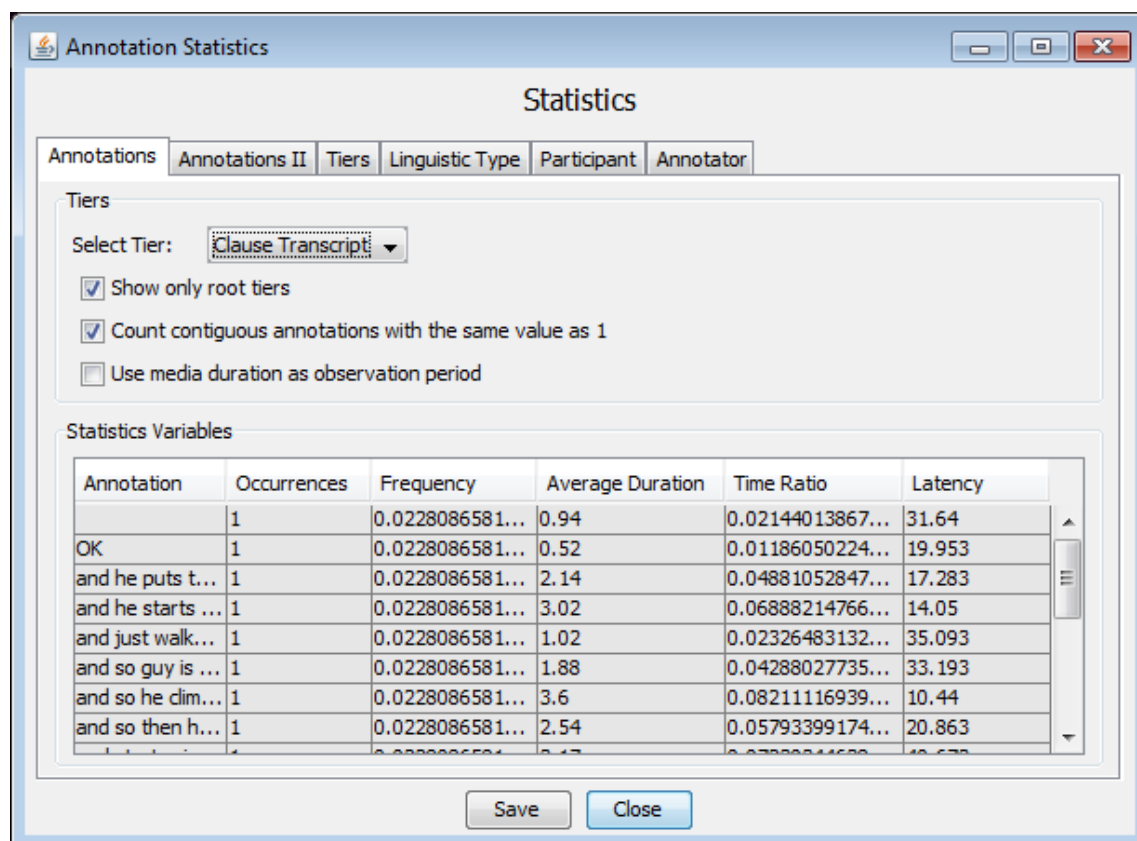 Annotation Statistics
Statistics
Annotations Annotations II Tiers Linguistic Type Participant Annotator
Tiers
Select Tier: Clause Transcript
Show only root tiers
Count contiguous annotations with the same value as 1
Use media duration as observation period
Statistics Variables
Annotation Occurrences Frequency Average Duration Time Ratio Latency
1 0.0228086581... 0.94 0.02144013867... 31.64
OK 1 0.0228086581... 0.52 0.01186050224... 19.953
and he puts t... 1 0.0228086581... 2.14 0.04881052847... 17.283
and he starts ... 1 0.0228086581... 3.02 0.06888214766... 14.05
and just walk... 1 0.0228086581... 1.02 0.02326483132... 35.093
and so guy is ... 1 0.0228086581... 1.88 0.04288027735... 33.193
and so he clim... 1 0.0228086581... 3.6 0.08211116939... 10.44
and so then h... 1 0.0228086581... 2.54 0.05793399174... 20.863
Save Close